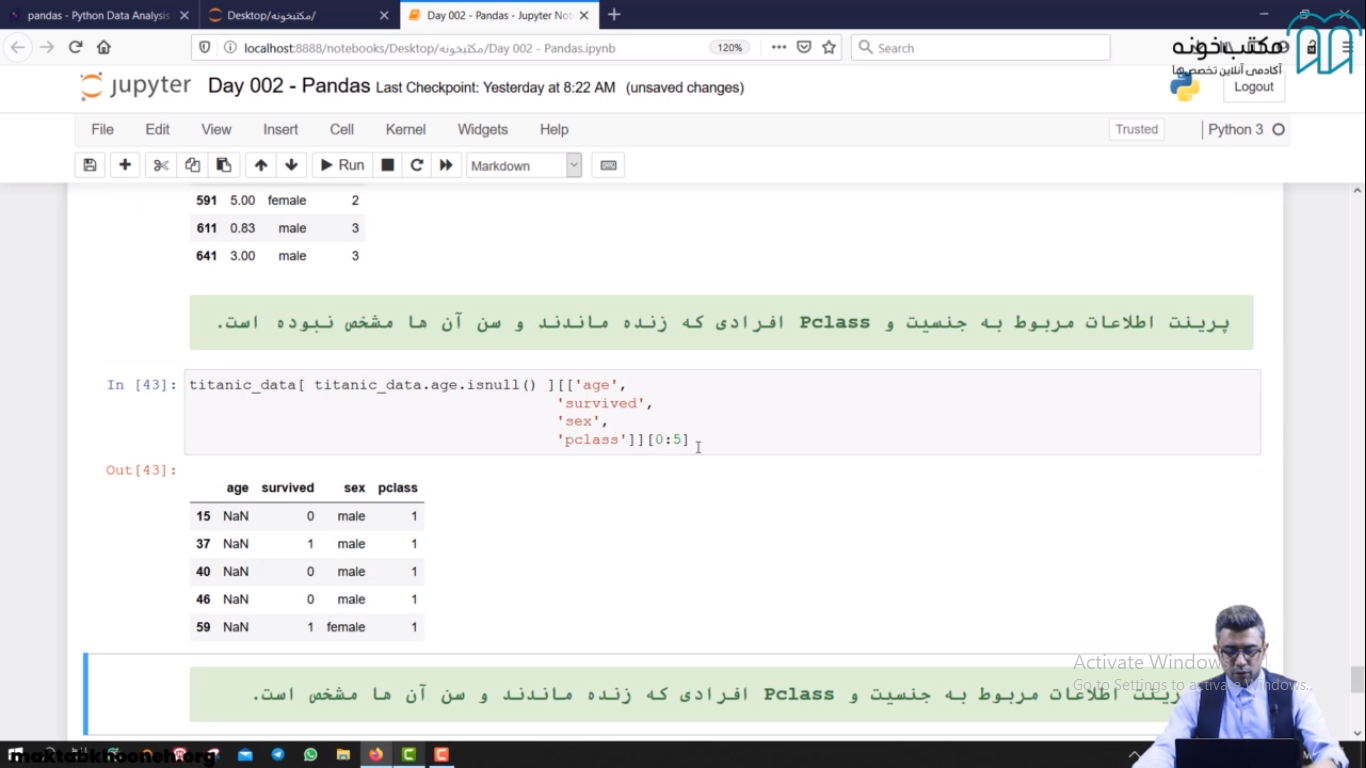 pandas - Python Data Analysis
Desktop/مکتبخونه/
Day 002 - Pandas - Jupyter Not
localhost:8888/notebooks/Desktop/مکتبخونه/Day 002 - Pandas.ipynb
120%
Search
مکتب‌خونه
آکادمی آنلاین تخصص‌ها
jupyter
Day 002 - Pandas Last Checkpoint: Yesterday at 8:22 AM (unsaved changes)
Logout
File Edit View Insert Cell Kernel Widgets Help
Trusted
Python 3
Run
Markdown
591 5.00 female 2
611 0.83 male 3
641 3.00 male 3
پرینت اطلاعات مربوط به جنسیت و Pclass افرادی که زنده ماندند و سن آن ها مشخص نبوده است.
In [43]: titanic_data[ titanic_data.age.isnull() ][['age',
'survived',
'sex',
'pclass']][0:5]
Out[43]:
age survived sex pclass
15 NaN 0 male 1
37 NaN 1 male 1
40 NaN 0 male 1
46 NaN 0 male 1
59 NaN 1 female 1
رینت اطلاعات مربوط به جنسیت و Pclass افرادی که زنده ماندند و سن آن ها مشخص است.
Activate Windows
Go to Settings to activate Windows.
maktabkhooneh.org